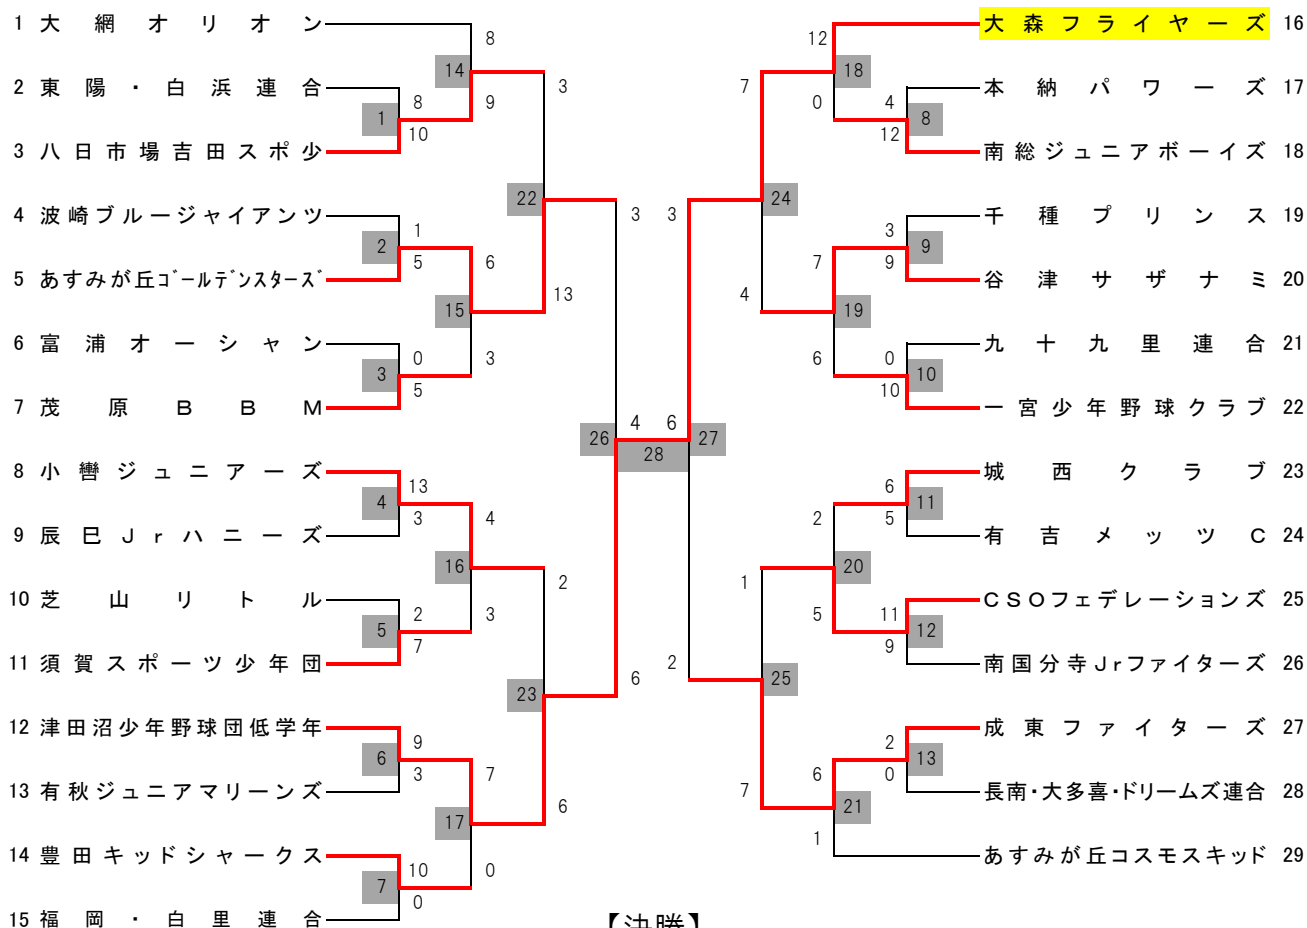 1 大網オリオン
8
14
2 東陽・白浜連合
8
3
9
1
10
3 八日市場吉田スポ少
22
4 波崎ブルージャイアンツ
1
3
2
5
6
5 あすみが丘ゴールデンスターズ
13
15
6 富浦オーシャン
0
3
3
5
7 茂原BBM
4
26
28
8 小轡ジュニアーズ
13
4
4
3
9 辰巳Jrハニーズ
16
2
10 芝山リトル
2
3
5
7
11 須賀スポーツ少年団
6
23
12 津田沼少年野球団低学年
9
7
6
3
13 有秋ジュニアマリーンズ
6
17
14 豊田キッドシャークス
10
0
7
0
15 福岡・白里連合
大森フライヤーズ 16
12
18
7
本納パワーズ 17
0
4
8
12
南総ジュニアボーイズ 18
24
3
千種プリンス 19
3
9
7
9
谷津サザナミ 20
4
19
九十九里連合 21
6
0
10
10
一宮少年野球クラブ 22
6
27
城西クラブ 23
6
11
2
5
有吉メッツC 24
1
20
CSOフェデレーションズ 25
5
11
12
9
南国分寺Jrファイターズ 26
2
25
成東ファイターズ 27
2
13
6
0
長南・大多喜・ドリームズ連合 28
7
21
1
あすみが丘コスモスキッド 29
【決勝】